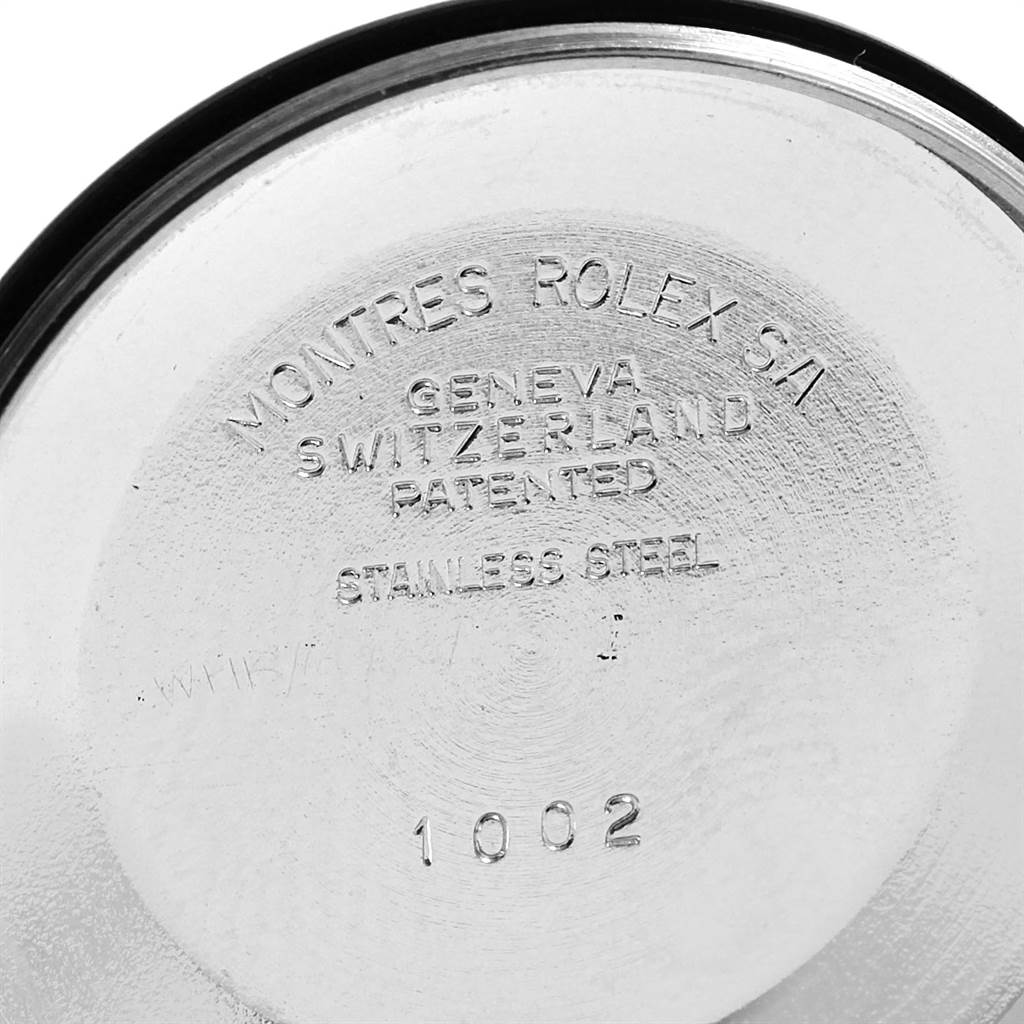 MONTRES ROLEX S.A
GENEVA
SWITZERLAND
PATENTED
STAINLESS STEEL
I
1002